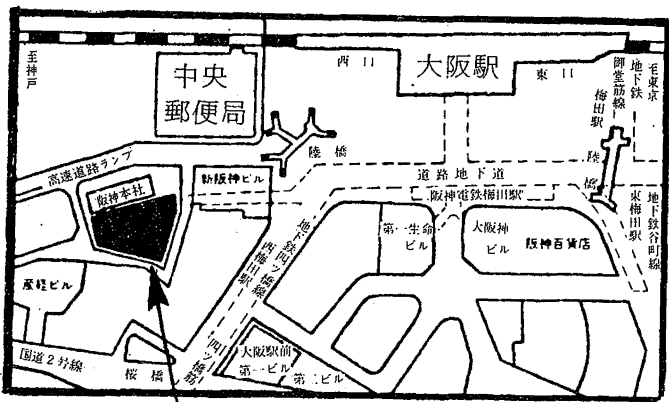 至神戸
中央
郵便局
西口
大阪駅
東口
梅田駅
御堂筋線
地下鉄
至東京
陸橋
高速道路ランプ
阪神本社
新阪神ビル
道路地下道
陸橋
阪神電鉄梅田駅
東梅田駅
地下鉄谷町線
西梅田駅
地下鉄四ツ橋線
第一生命
ビル
大阪神
ビル
阪神百貨店
産経ビル
国道2号線
桜橋
四ツ橋筋
大阪駅前
第一ビル
第二ビル